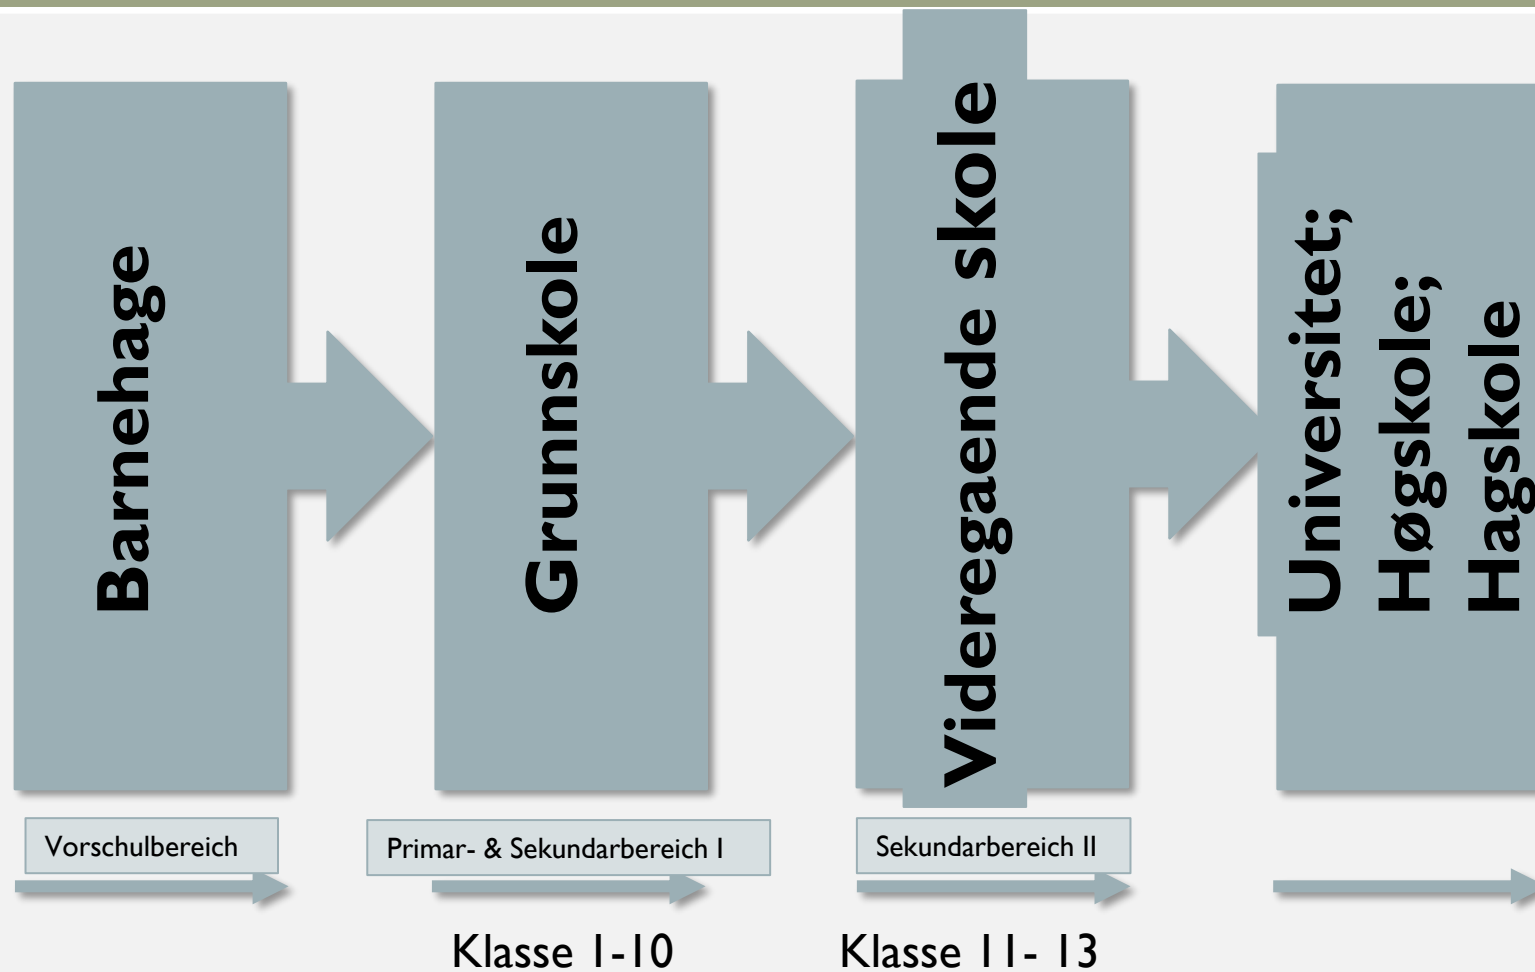 Barnehage
Grunnskole
Videregaende skole
Universitet;
Høgskole;
Hagskole
Vorschulbereich
Primar- & Sekundarbereich I
Sekundarbereich II
Klasse 1-10
Klasse 11- 13